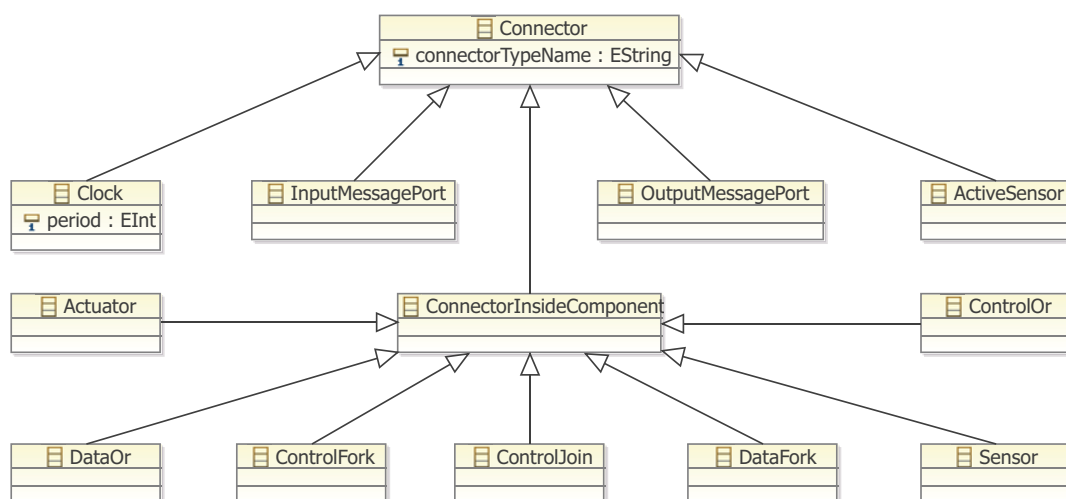 Connector
connectorTypeName : EString
Clock
period : EInt
InputMessagePort
OutputMessagePort
ActiveSensor
Actuator
ConnectorInsideComponent
ControlOr
DataOr
ControlFork
ControlJoin
DataFork
Sensor